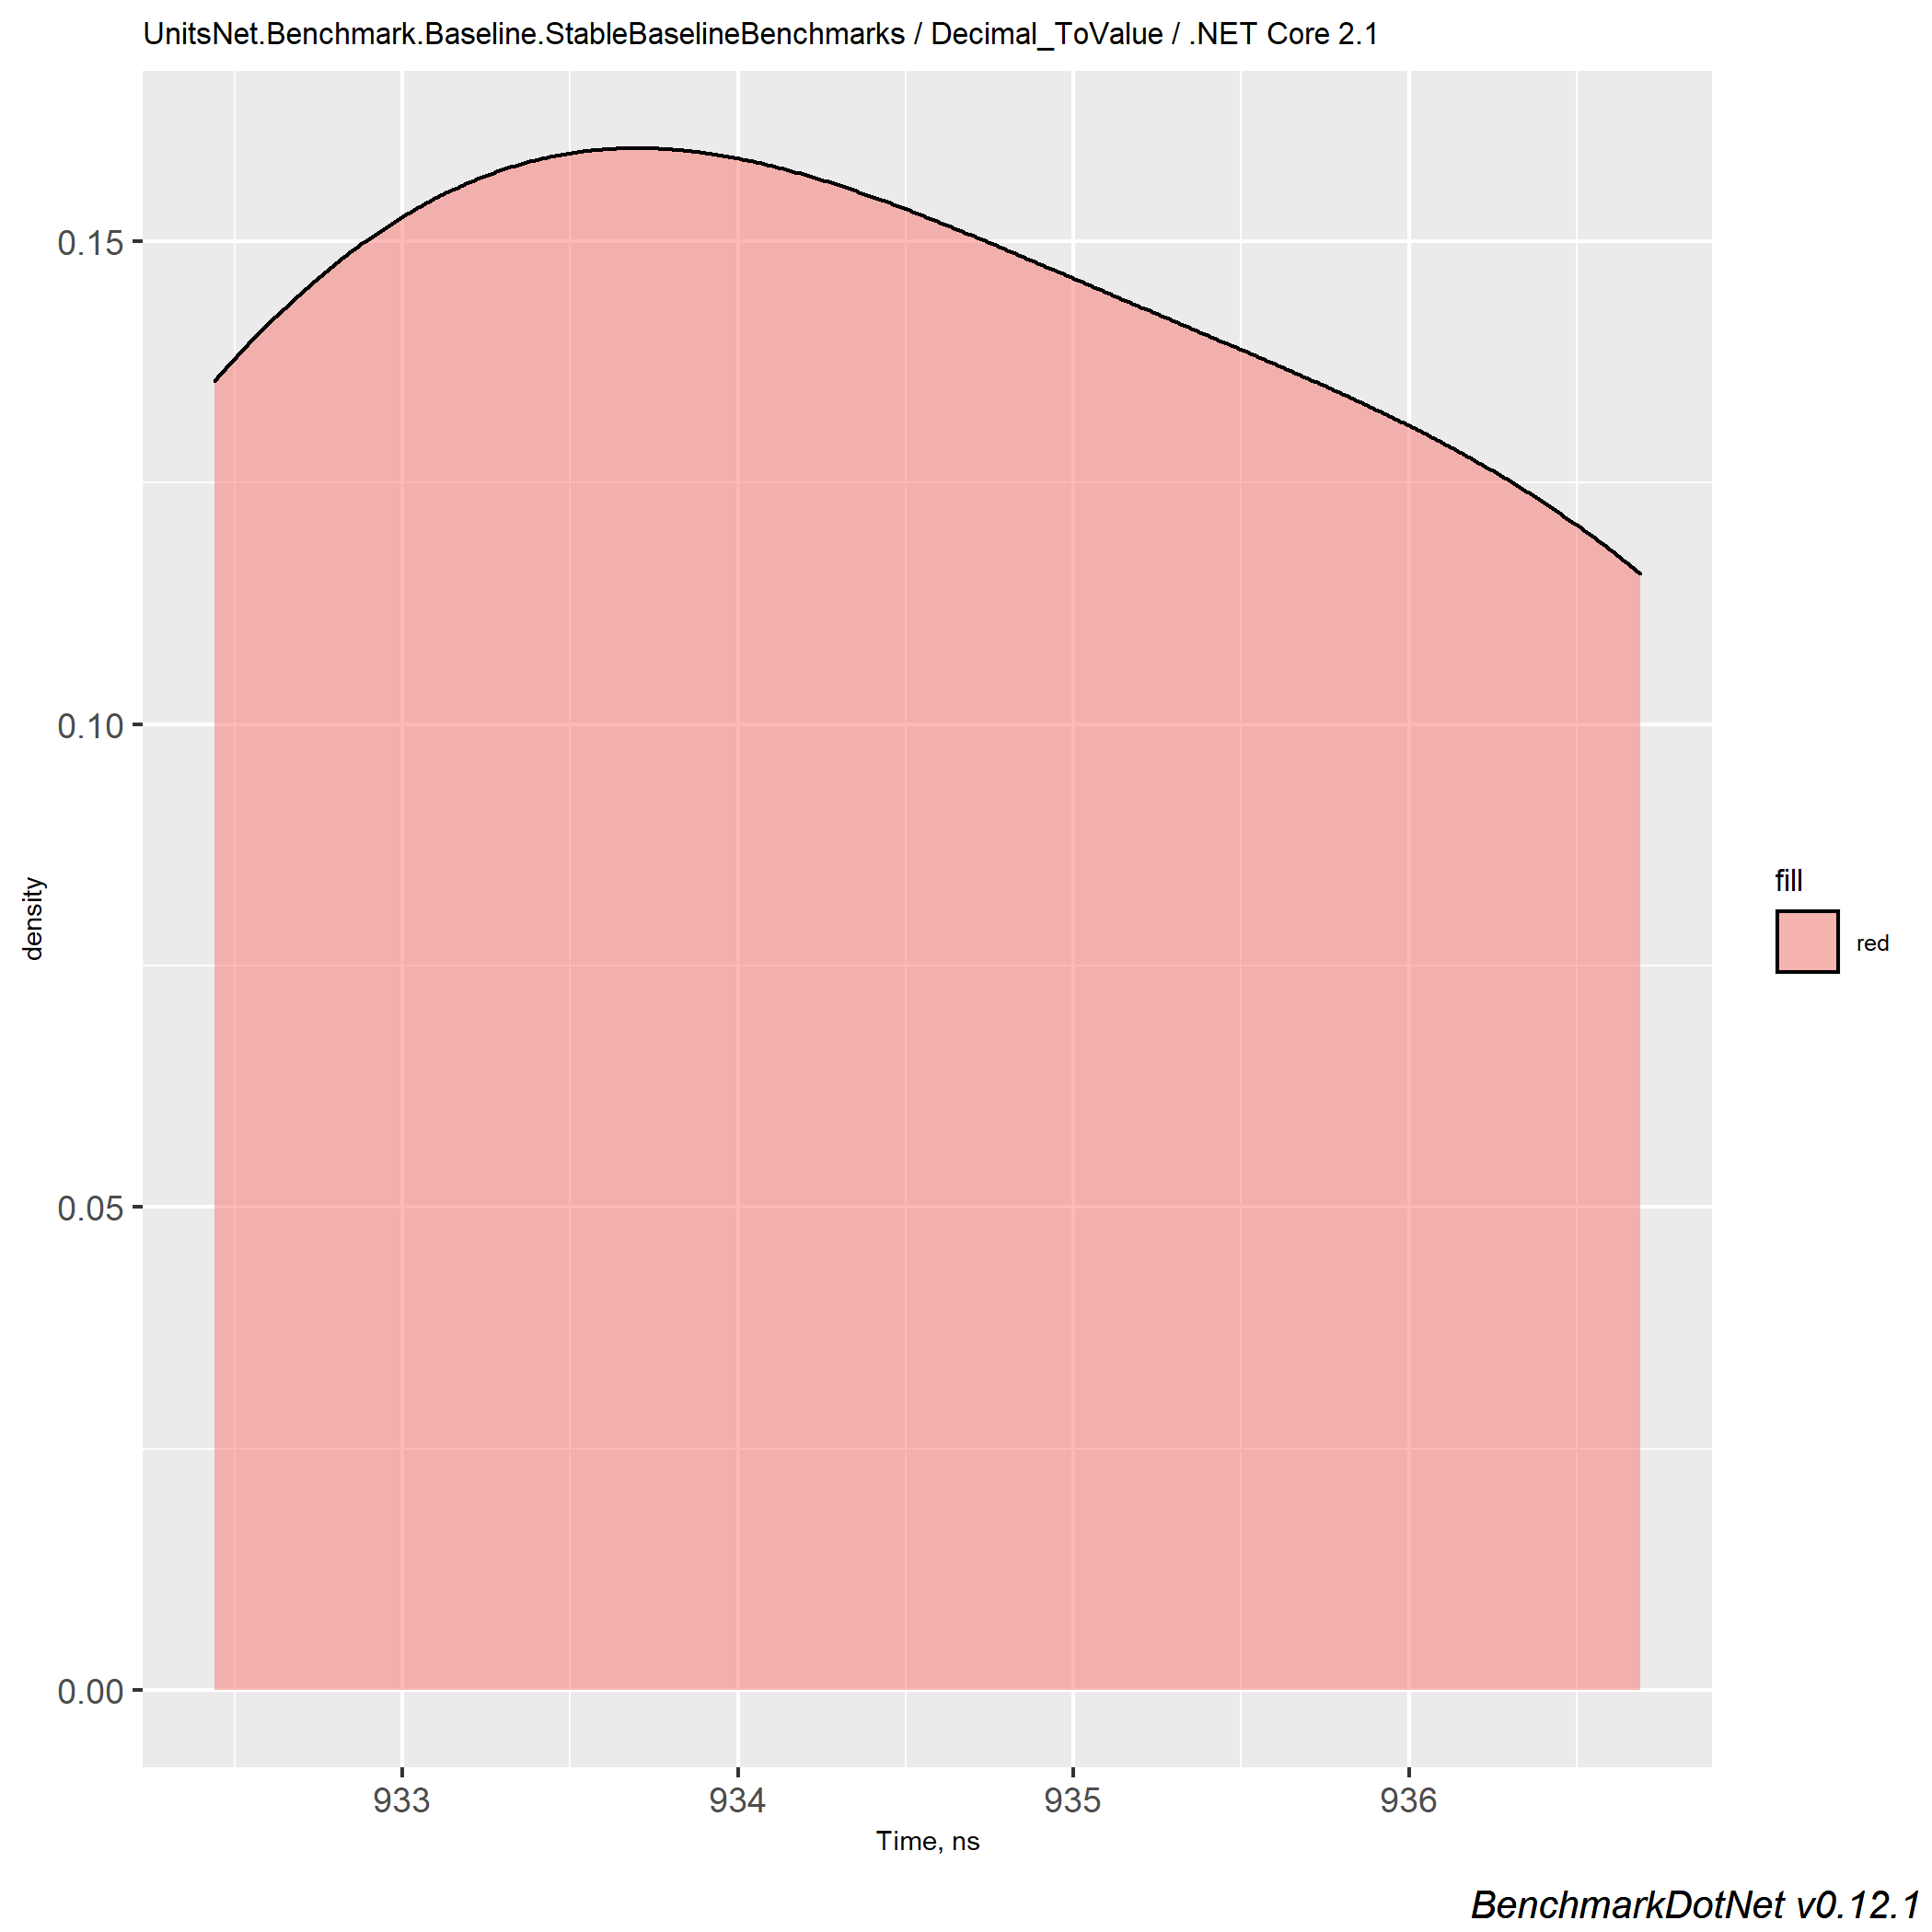 UnitsNet.Benchmark.Baseline.StableBaselineBenchmarks / Decimal_ToValue / .NET Core 2.1
0.15
0.10
0.05
0.00
density
933 934 935 936
Time, ns
fill
red
BenchmarkDotNet v0.12.1